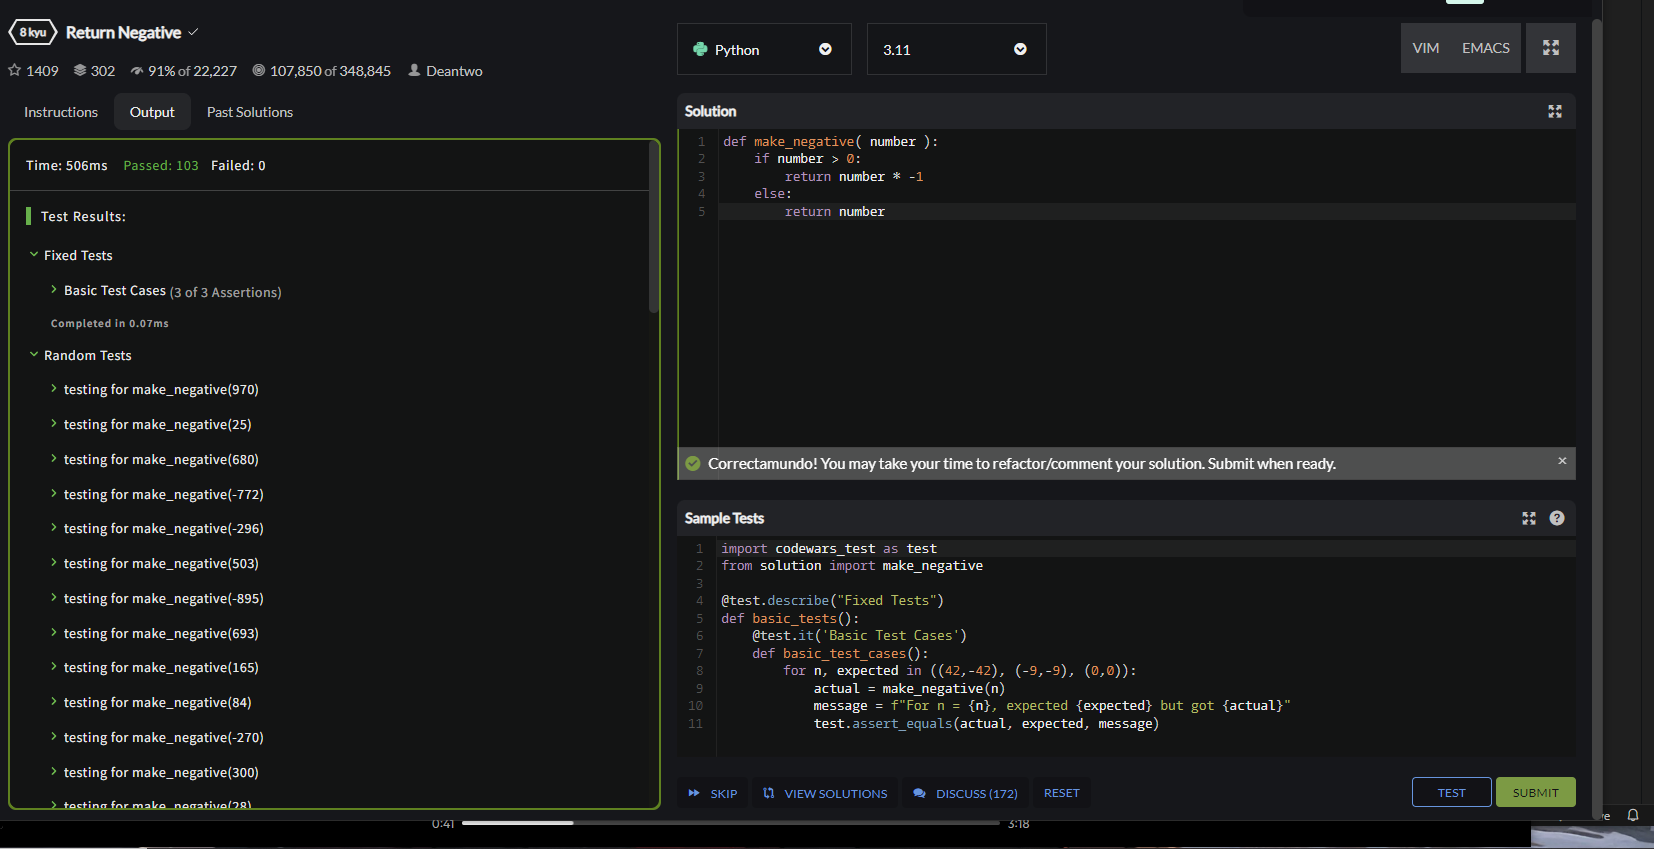 8 kyu Return Negative
1409 302 91% of 22,227 107,850 of 348,845 Deantwo
Instructions Output Past Solutions
Time: 506ms Passed: 103 Failed: 0
Test Results:
Fixed Tests
Basic Test Cases (3 of 3 Assertions)
Completed in 0.07ms
Random Tests
testing for make_negative(970)
testing for make_negative(25)
testing for make_negative(680)
testing for make_negative(-772)
testing for make_negative(-296)
testing for make_negative(503)
testing for make_negative(-895)
testing for make_negative(693)
testing for make_negative(165)
testing for make_negative(84)
testing for make_negative(-270)
testing for make_negative(300)
testing for make_negative(28)
Python 3.11 VIM EMACS
Solution
1 def make_negative( number ):
2 if number > 0:
3 return number * -1
4 else:
5 return number
Correctamundo! You may take your time to refactor/comment your solution. Submit when ready.
Sample Tests
1 import codewars_test as test
2 from solution import make_negative
3
4 @test.describe("Fixed Tests")
5 def basic_tests():
6 @test.it('Basic Test Cases')
7 def basic_test_cases():
8 for n, expected in ((42,-42), (-9,-9), (0,0)):
9 actual = make_negative(n)
10 message = f"For n = {n}, expected {expected} but got {actual}"
11 test.assert_equals(actual, expected, message)
SKIP VIEW SOLUTIONS DISCUSS (172) RESET TEST SUBMIT
0:41 3:18